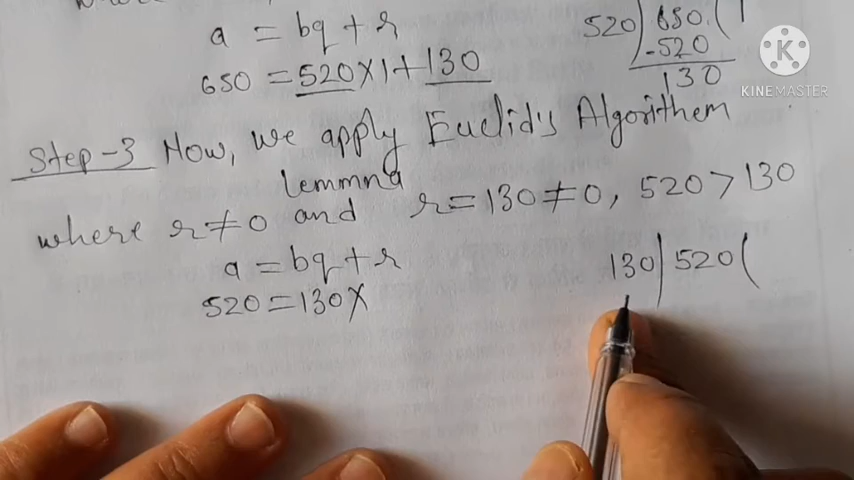 a = bq + r
650 = 520 × 1 + 130
520) 650 ( 1
-520
130
KINEMASTER
Step-3 Now, we apply Euclid's Algorithem
lemmna
where r ≠ 0 and r = 130 ≠ 0, 520 > 130
a = bq + r
520 = 130 ×
130) 520 (